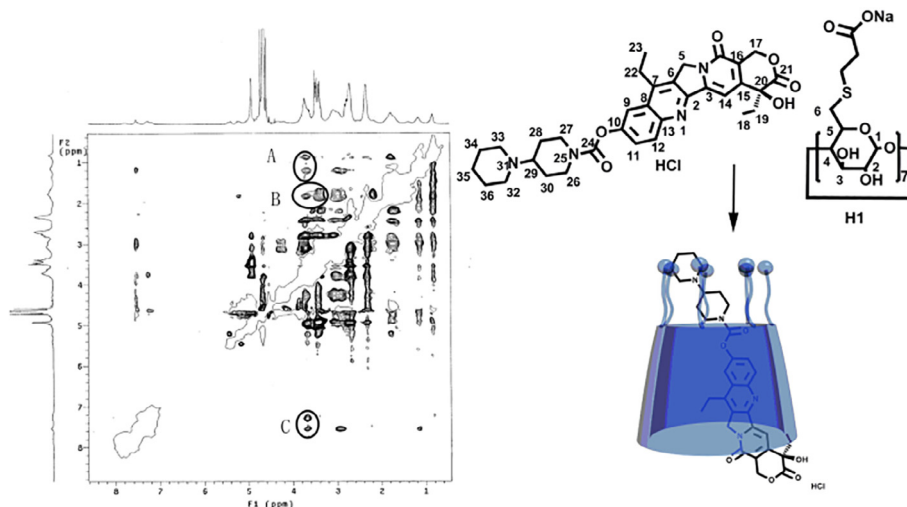 F2
(ppm)
1
2
3
4
5
6
7
8
A
B
C
8 7 6 5 4 3 2 1
F1 (ppm)
23
22
7
8
9
10
11
12
13
6
5
N
2
3
N
1
14
15
16
17
O
O
21
O
20
OH
18
19
O
24
O
HCl
N
25
26
27
28
29
30
N
31
32
33
34
35
36
ONa
O
S
6
5
O
1
O
4
OH
3
2
OH
7
H1
N
N
O
O
N
N
O
OH
O
O
HCl